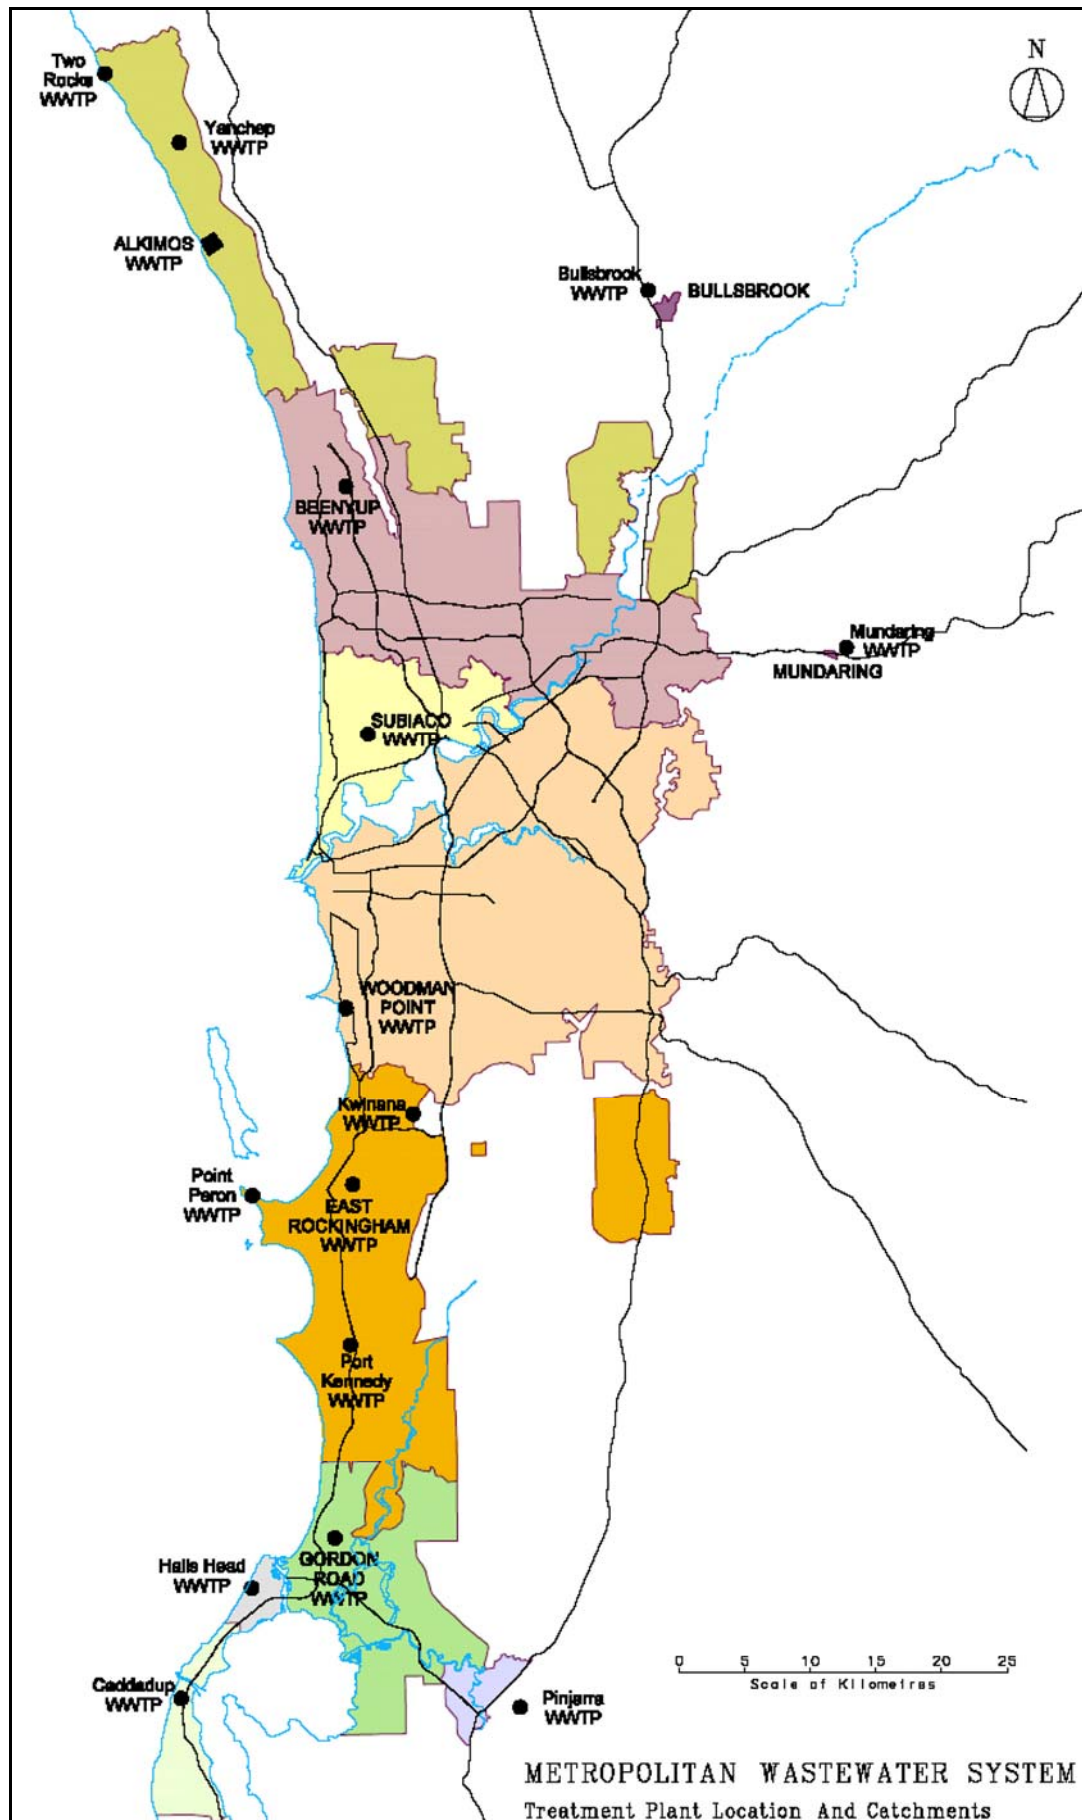 Two
Rocks
WWTP
N
Yanchep
WWTP
ALKIMOS
WWTP
Bullsbrook
WWTP
BULLSBROOK
BEENYUP
WWTP
Mundaring
WWTP
MUNDARING
SUBIACO
WWTP
WOODMAN
POINT
WWTP
Kwinana
WWTP
Point
Peron
WWTP
EAST
ROCKINGHAM
WWTP
Port
Kennedy
WWTP
GORDON
ROAD
WWTP
Halls Head
WWTP
Caddadup
WWTP
Pinjarra
WWTP
0 5 10 15 20 25
Scale of Kilometres
METROPOLITAN WASTEWATER SYSTEM
Treatment Plant Location And Catchments